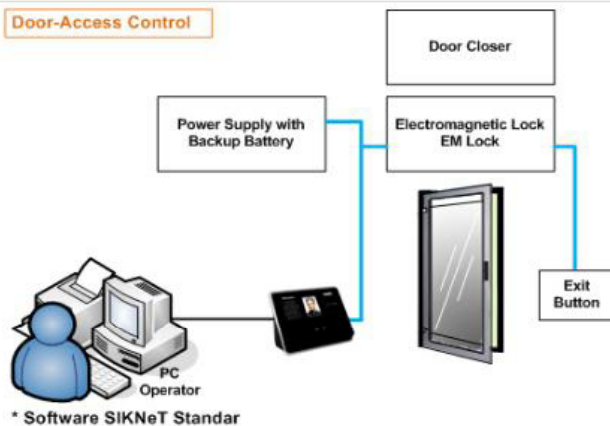 Door-Access Control
Door Closer
Power Supply with
Backup Battery
Electromagnetic Lock
EM Lock
Exit
Button
PC
Operator
* Software SIKNeT Standar